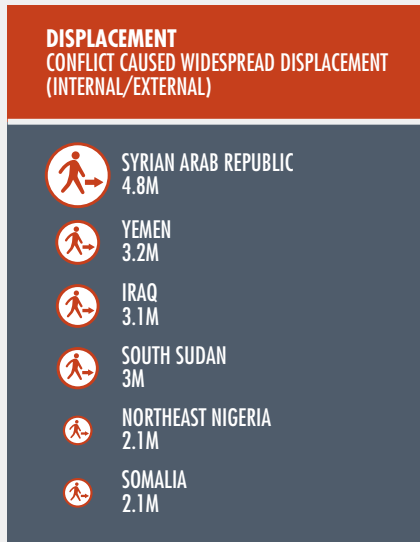 DISPLACEMENT
CONFLICT CAUSED WIDESPREAD DISPLACEMENT
(INTERNAL/EXTERNAL)
SYRIAN ARAB REPUBLIC
4.8M
YEMEN
3.2M
IRAQ
3.1M
SOUTH SUDAN
3M
NORTHEAST NIGERIA
2.1M
SOMALIA
2.1M